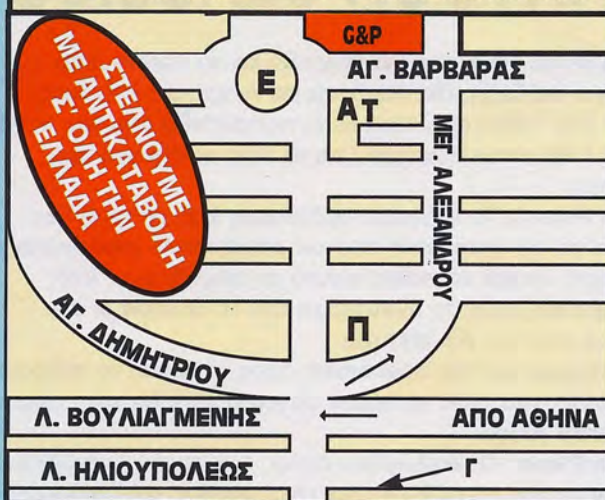 G&P
ΑΓ. ΒΑΡΒΑΡΑΣ
Ε
ΑΤ
ΣΤΕΛΝΟΥΜΕ
ΜΕ ΑΝΤΙΚΑΤΑΒΟΛΗ
Σ' ΟΛΗ ΤΗΝ
ΕΛΛΑΔΑ
ΜΕΓ. ΑΛΕΞΑΝΔΡΟΥ
Π
ΑΓ. ΔΗΜΗΤΡΙΟΥ
Λ. ΒΟΥΛΙΑΓΜΕΝΗΣ
ΑΠΟ ΑΘΗΝΑ
Λ. ΗΛΙΟΥΠΟΛΕΩΣ
Γ